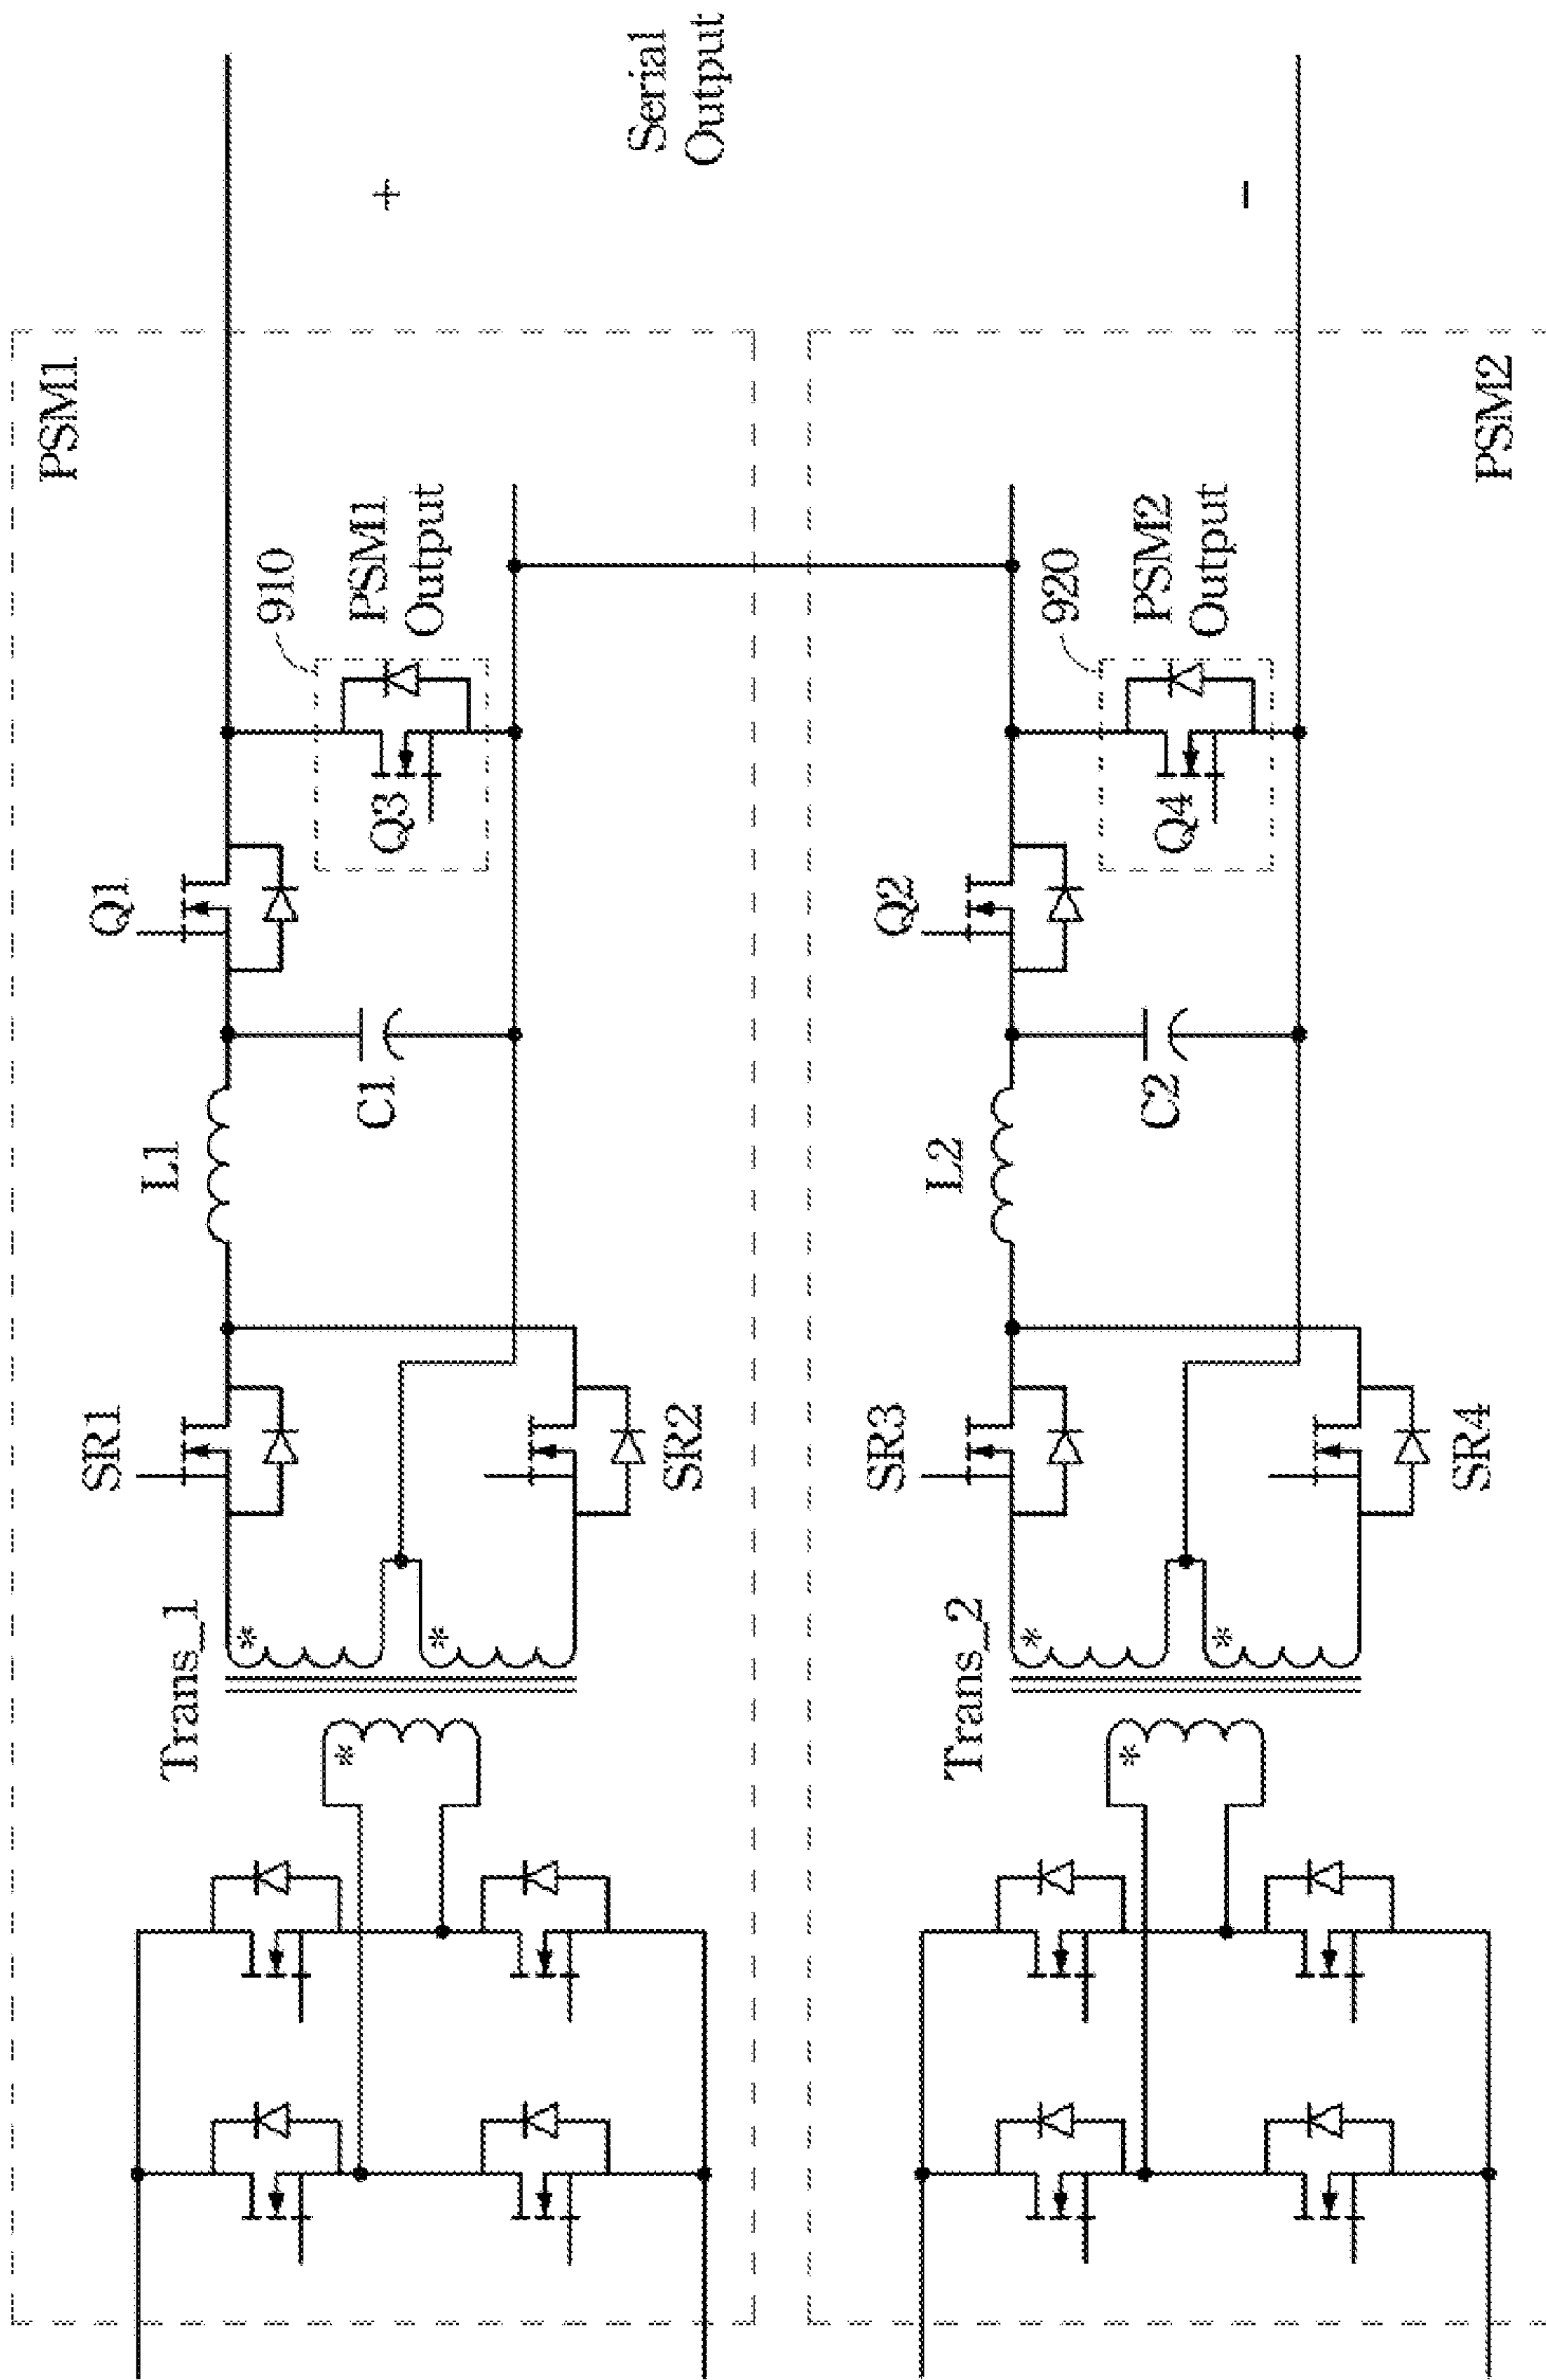 PSM1
Trans_1
*
*
*
SR1
SR2
L1
C1
Q1
Q3
910
PSM1
Output
+
Serial
Output
-
PSM2
Trans_2
*
*
*
SR3
SR4
L2
C2
Q2
Q4
920
PSM2
Output